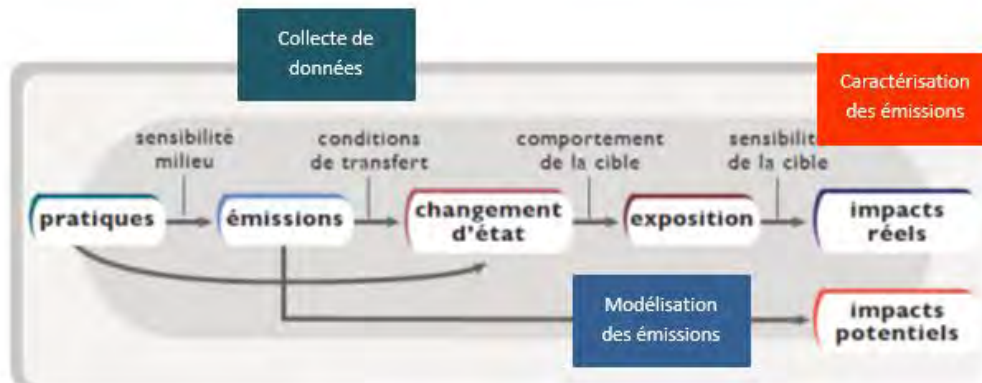 Collecte de
données
Caractérisation
des émissions
sensibilité
milieu
conditions
de transfert
comportement
de la cible
sensibilité
de la cible
pratiques
émissions
changement
d'état
exposition
impacts
réels
Modélisation
des émissions
impacts
potentiels